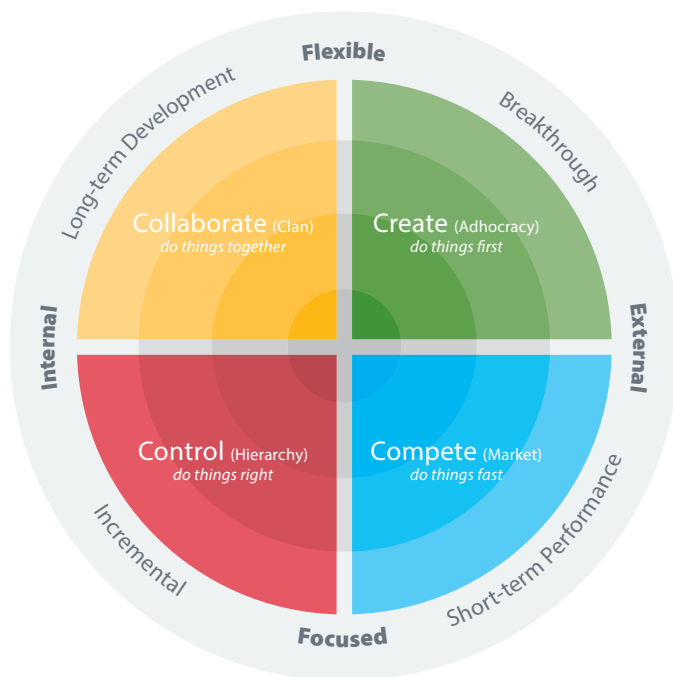 Flexible
Long-term Development
Breakthrough
Collaborate (Clan)
do things together
Create (Adhocracy)
do things first
Internal
External
Control (Hierarchy)
do things right
Compete (Market)
do things fast
Incremental
Short-term Performance
Focused